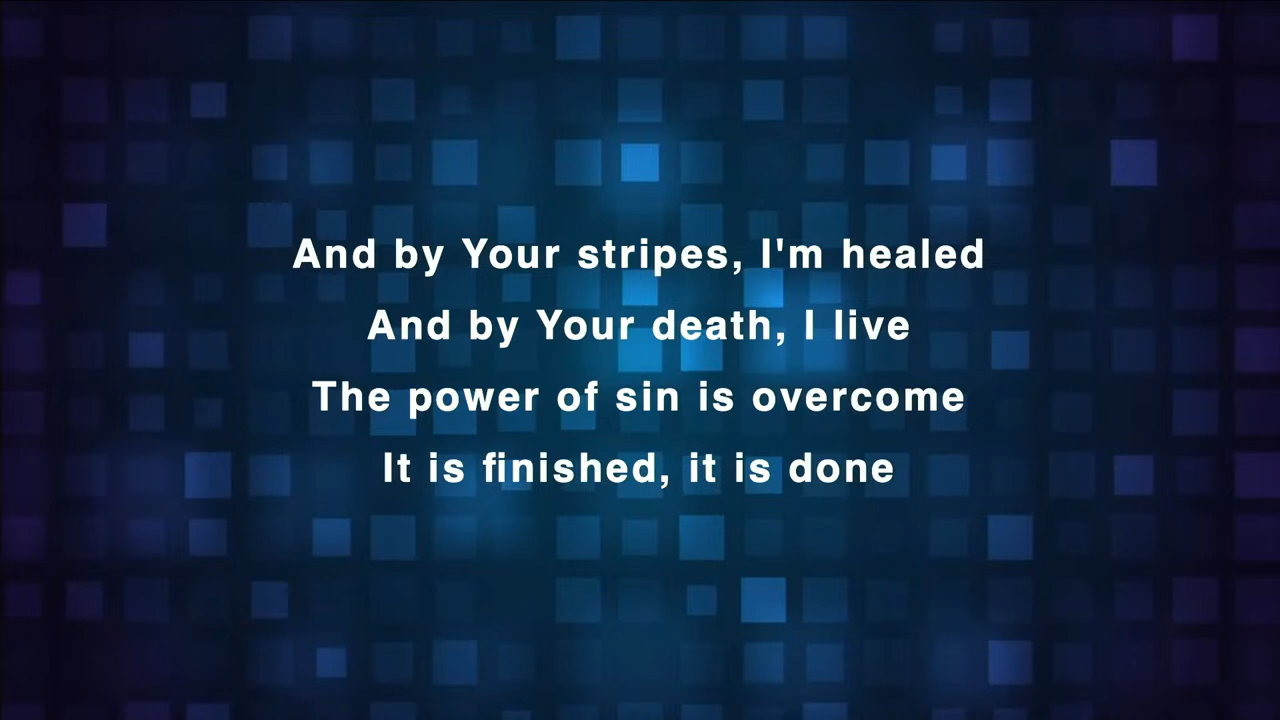 And by Your stripes, I'm healed
And by Your death, I live
The power of sin is overcome
It is finished, it is done